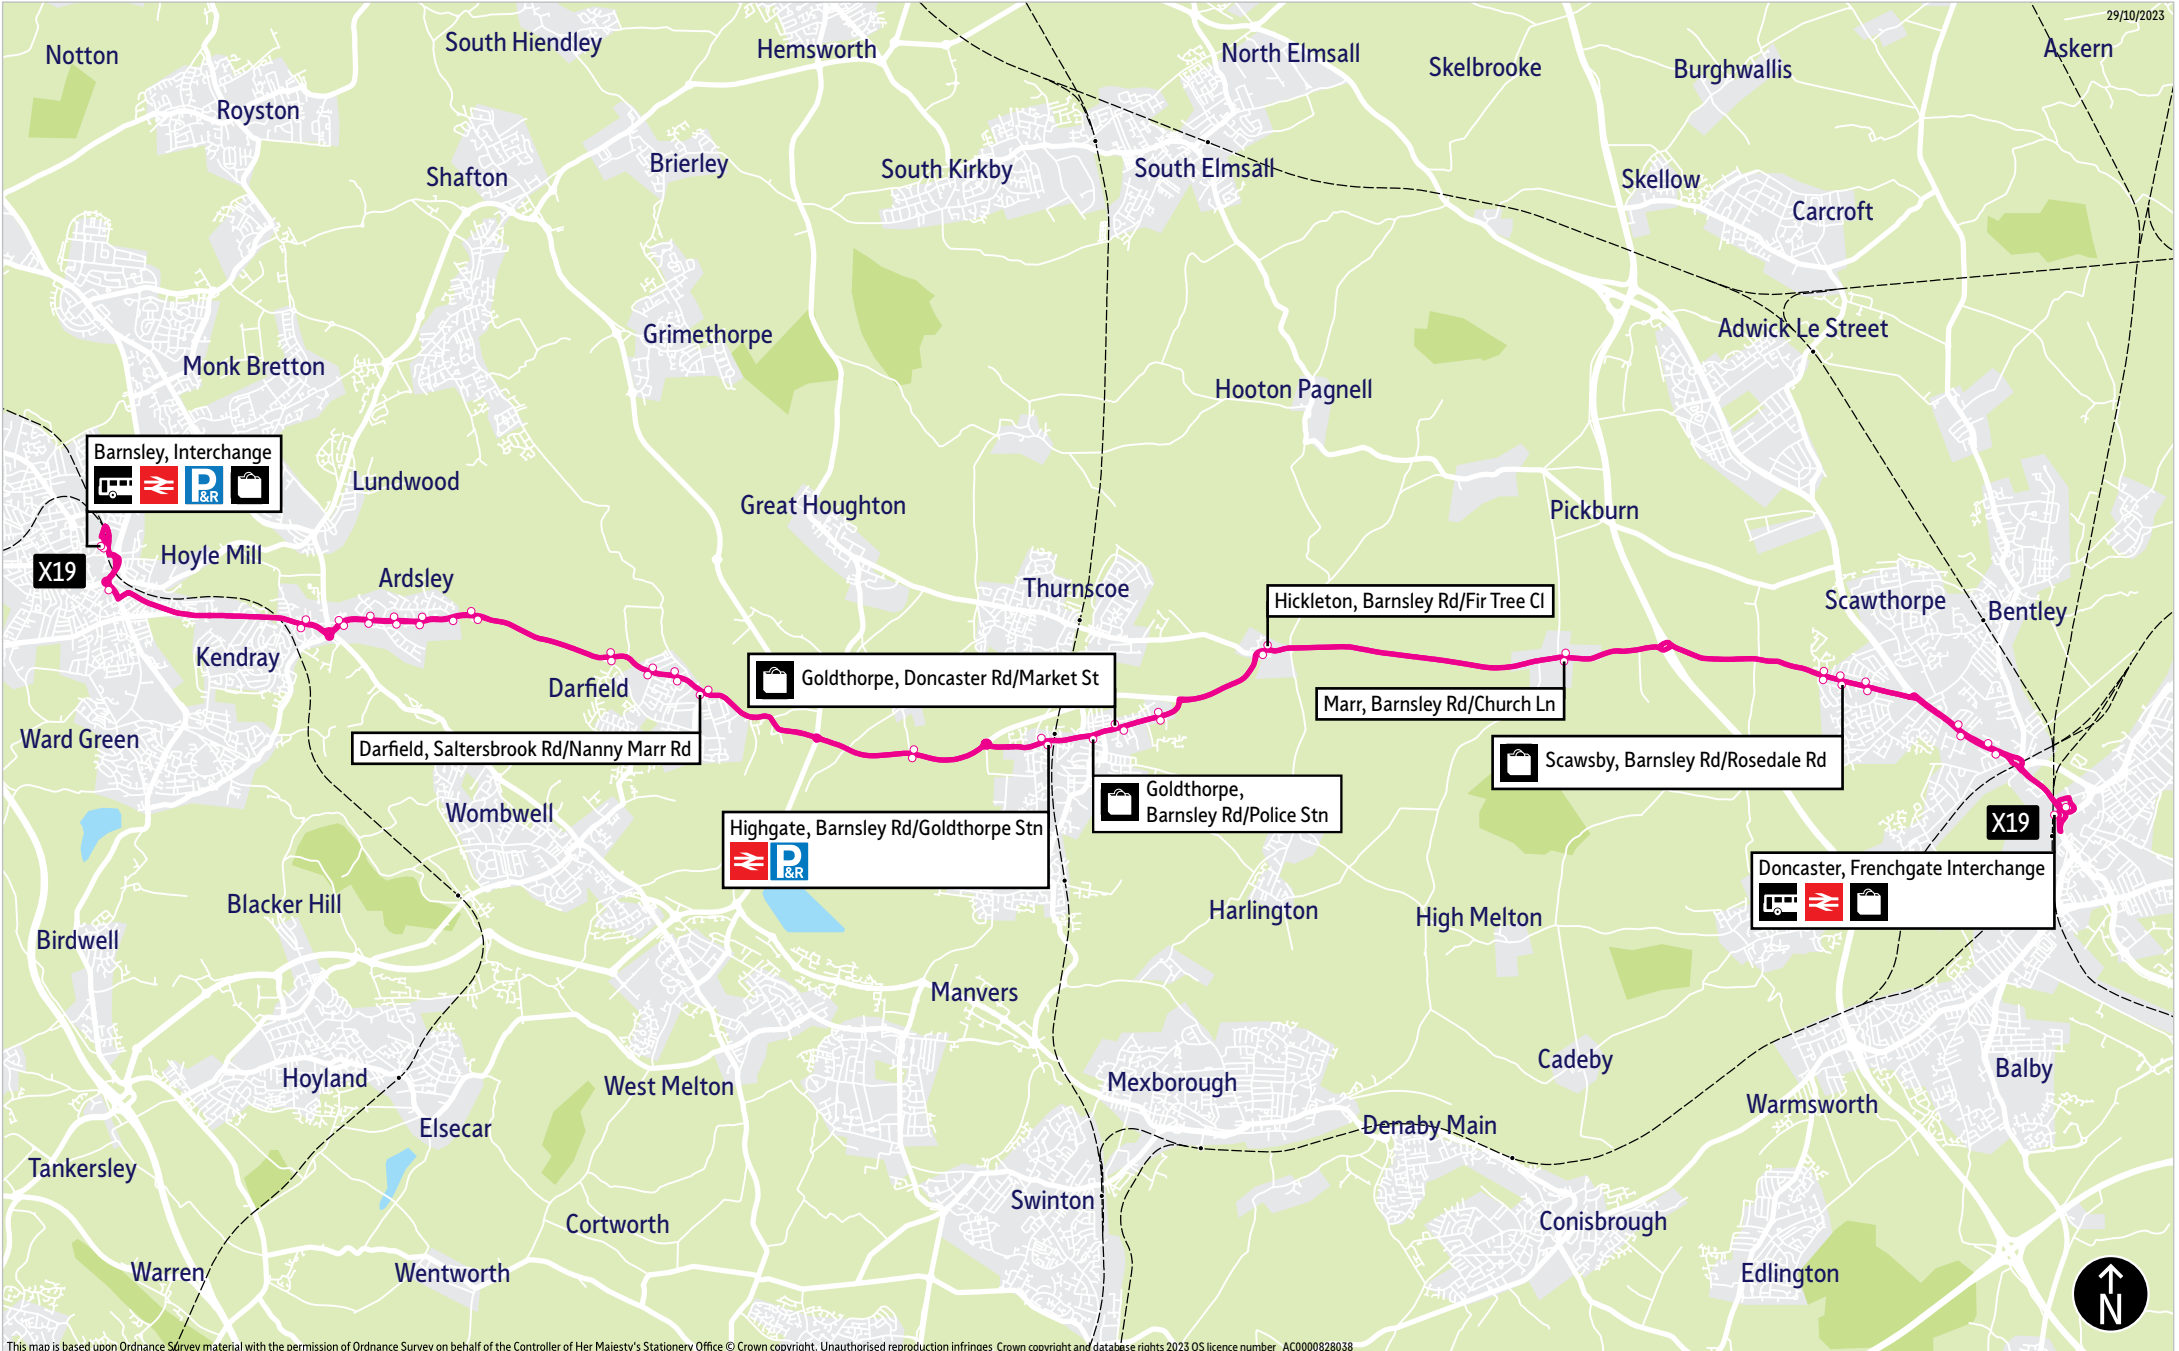 29/10/2023
Notton
South Hiendley
Hemsworth
North Elmsall
Skelbrooke
Burghwallis
Askern
Royston
Shafton
Brierley
South Kirkby
South Elmsall
Skellow
Carcroft
Grimethorpe
Adwick Le Street
Monk Bretton
Hooton Pagnell
Barnsley, Interchange
P
&R
Lundwood
Great Houghton
Pickburn
X19
Hoyle Mill
Ardsley
Thurnscoe
Hickleton, Barnsley Rd/Fir Tree Cl
Scawthorpe
Bentley
Kendray
Darfield
Goldthorpe, Doncaster Rd/Market St
Marr, Barnsley Rd/Church Ln
Ward Green
Darfield, Saltersbrook Rd/Nanny Marr Rd
Scawsby, Barnsley Rd/Rosedale Rd
Goldthorpe,
Barnsley Rd/Police Stn
Wombwell
Highgate, Barnsley Rd/Goldthorpe Stn
P
&R
X19
Doncaster, Frenchgate Interchange
Blacker Hill
Birdwell
Harlington
High Melton
Manvers
Hoyland
West Melton
Mexborough
Cadeby
Balby
Elsecar
Denaby Main
Warmsworth
Tankersley
Swinton
Cortworth
Conisbrough
Warren
Wentworth
Edlington
N
This map is based upon Ordnance Survey material with the permission of Ordnance Survey on behalf of the Controller of Her Majesty's Stationery Office © Crown copyright. Unauthorised reproduction infringes Crown copyright and database rights 2023 OS licence number AC0000828038